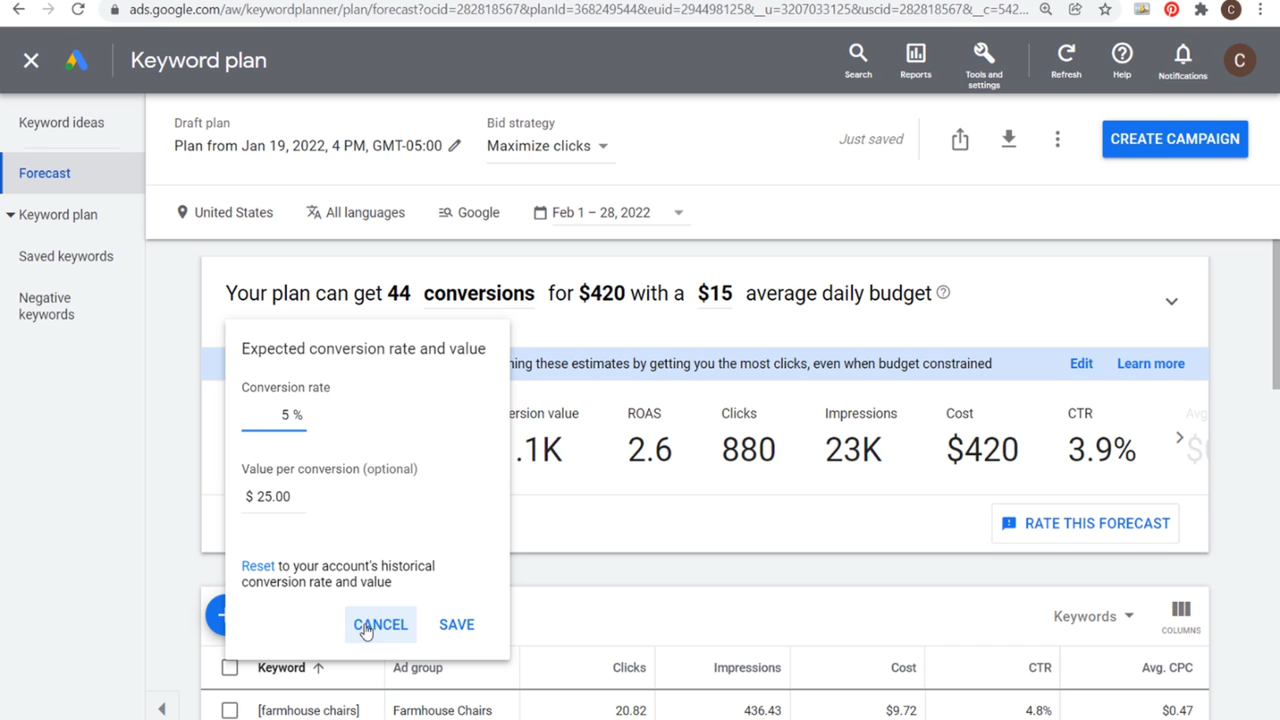 ads.google.com/aw/keywordplanner/plan/forecast?ocid=282818567&planId=368249544&euid=294498125&__u=3207033125&uscid=282818567&__c=542...
C
Keyword plan
Search
Reports
Tools and
settings
Refresh
Help
Notifications
C
Keyword ideas
Forecast
Keyword plan
Saved keywords
Negative
keywords
Draft plan
Plan from Jan 19, 2022, 4 PM, GMT-05:00
Bid strategy
Maximize clicks
Just saved
CREATE CAMPAIGN
United States
All languages
Google
Feb 1 – 28, 2022
Your plan can get 44 conversions for $420 with a $15 average daily budget
ning these estimates by getting you the most clicks, even when budget constrained
Edit
Learn more
Expected conversion rate and value
Conversion rate
5 %
Value per conversion (optional)
$ 25.00
Reset to your account's historical
conversion rate and value
CANCEL
SAVE
ersion value
.1K
ROAS
2.6
Clicks
880
Impressions
23K
Cost
$420
CTR
3.9%
Avg
RATE THIS FORECAST
Keywords
COLUMNS
Keyword
Ad group
Clicks
Impressions
Cost
CTR
Avg. CPC
[farmhouse chairs]
Farmhouse Chairs
20.82
436.43
$9.72
4.8%
$0.47